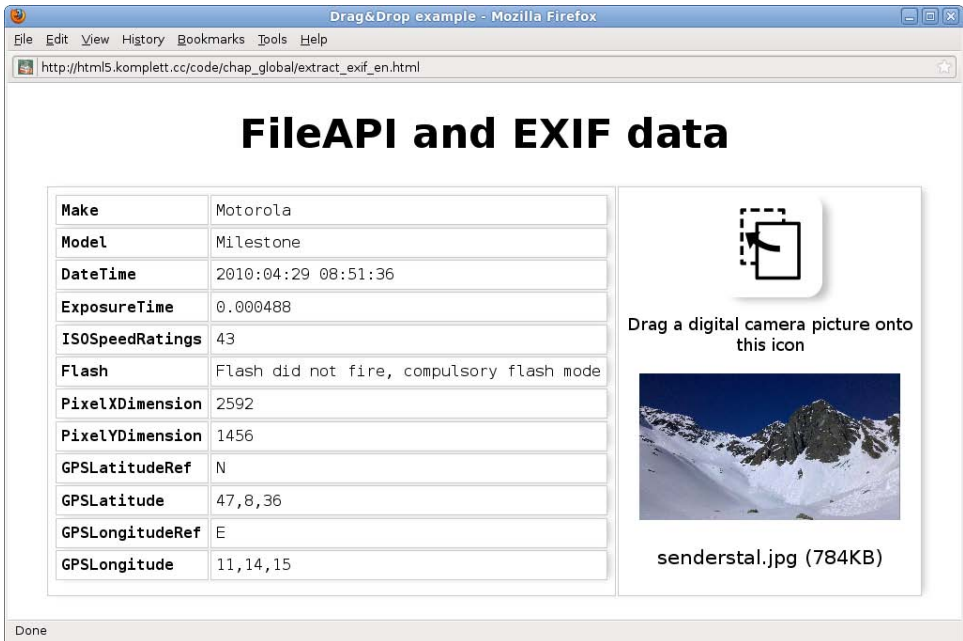 Drag&Drop example - Mozilla Firefox
File Edit View History Bookmarks Tools Help
http://html5.komplett.cc/code/chap_global/extract_exif_en.html
FileAPI and EXIF data
Make Motorola
Model Milestone
DateTime 2010:04:29 08:51:36
ExposureTime 0.000488
ISOSpeedRatings 43
Flash Flash did not fire, compulsory flash mode
PixelXDimension 2592
PixelYDimension 1456
GPSLatitudeRef N
GPSLatitude 47,8,36
GPSLongitudeRef E
GPSLongitude 11,14,15
Drag a digital camera picture onto
this icon
senderstal.jpg (784KB)
Done